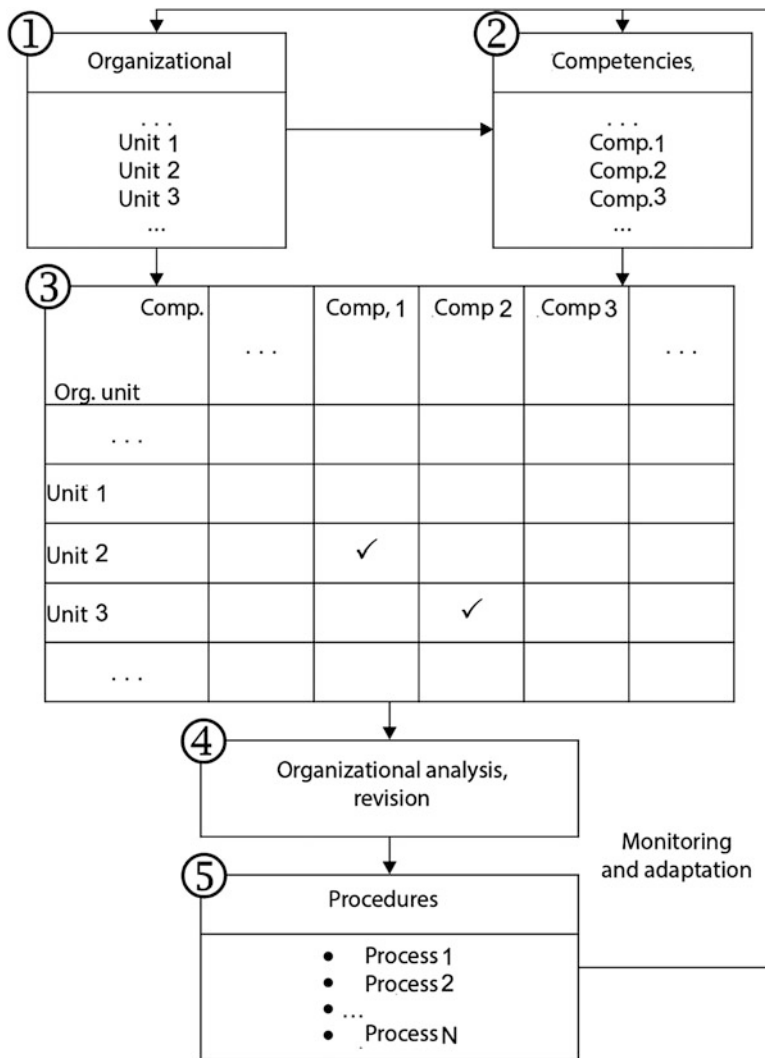 ①
Organizational
. . .
Unit 1
Unit 2
Unit 3
...
②
Competencies,
. . .
Comp.1
Comp.2
Comp.3
...
③
Comp.
Org. unit
. . .
Comp, 1
Comp 2
Comp 3
. . .
. . .
Unit 1
Unit 2 ✓
Unit 3 ✓
. . .
④
Organizational analysis,
revision
⑤
Procedures
• Process 1
• Process 2
• ...
• Process N
Monitoring
and adaptation